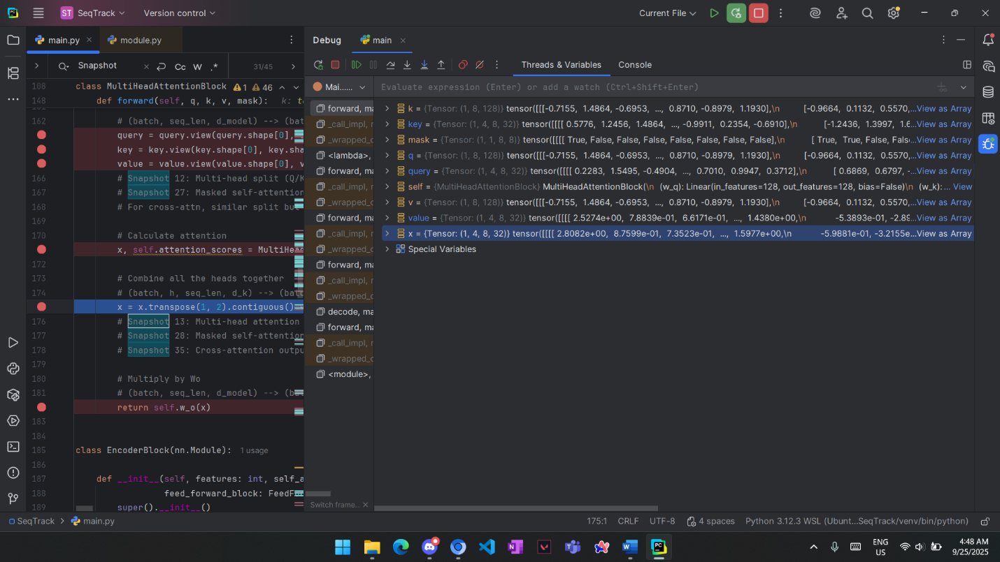 ST SeqTrack Version control Current File
main.py module.py Debug main
Snapshot Cc W .* 31/45 Threads & Variables Console
108 class MultiHeadAttentionBlock 1 46
148 def forward(self, q, k, v, mask): k:
162 # (batch, seq_len, d_model) --> (bat
query = query.view(query.shape[0],
key = key.view(key.shape[0], key.sha
value = value.view(value.shape[0], v
166 # Snapshot 12: Multi-head split (Q/K
167 # Snapshot 27: Masked self-attention
168 # For cross-attn, similar split bu
169
170 # Calculate attention
x, self.attention_scores = MultiHea
172
173 # Combine all the heads together
174 # (batch, h, seq_len, d_k) --> (bat
x = x.transpose(1, 2).contiguous()
176 # Snapshot 13: Multi-head attention
177 # Snapshot 28: Masked self-attention
178 # Snapshot 35: Cross-attention outpu
179
180 # Multiply by Wo
181 # (batch, seq_len, d_model) --> (ba
return self.w_o(x)
183
184
185 class EncoderBlock(nn.Module): 1 usage
186
187 def __init__(self, features: int, self_a
188 feed_forward_block: FeedF
189 super().__init__()
Mai......
forward, ma
_call_impl, r
_wrapped_c
<lambda>,
forward, ma
_call_impl, r
_wrapped_c
forward, ma
_call_impl, r
_wrapped_c
forward, ma
_call_impl, r
_wrapped_c
decode, ma
forward, ma
_call_impl, r
_wrapped_c
<module>,
Switch frame...
Evaluate expression (Enter) or add a watch (Ctrl+Shift+Enter)
k = {Tensor: (1, 8, 128)} tensor([[[-0.7155, 1.4864, -0.6953, ..., 0.8710, -0.8979, 1.1930],\n [-0.9664, 0.1132, 0.5570,...View as Array
key = {Tensor: (1, 4, 8, 32)} tensor([[[[ 0.5776, 1.2456, 1.4864, ..., -0.9911, 0.2354, -0.6910],\n [-1.2436, 1.3997, 1.6...View as Array
mask = {Tensor: (1, 1, 8, 8)} tensor([[[[ True, False, False, False, False, False, False, False],\n [ True, True, False, Fals...View as Array
q = {Tensor: (1, 8, 128)} tensor([[[-0.7155, 1.4864, -0.6953, ..., 0.8710, -0.8979, 1.1930],\n [-0.9664, 0.1132, 0.5570,...View as Array
query = {Tensor: (1, 4, 8, 32)} tensor([[[[ 0.2283, 1.5495, -0.4904, ..., 0.7010, 0.9947, 0.3712],\n [ 0.6869, 0.6797, -...View as Array
self = {MultiHeadAttentionBlock} MultiHeadAttentionBlock(\n (w_q): Linear(in_features=128, out_features=128, bias=False)\n (w_k):... View
v = {Tensor: (1, 8, 128)} tensor([[[-0.7155, 1.4864, -0.6953, ..., 0.8710, -0.8979, 1.1930],\n [-0.9664, 0.1132, 0.5570,...View as Array
value = {Tensor: (1, 4, 8, 32)} tensor([[[[ 2.5274e+00, 7.8839e-01, 6.6171e-01, ..., 1.4380e+00,\n -5.3893e-01, -2.89...View as Array
x = {Tensor: (1, 4, 8, 32)} tensor([[[[ 2.8082e+00, 8.7599e-01, 7.3523e-01, ..., 1.5977e+00,\n -5.9881e-01, -3.2155e...View as Array
Special Variables
SeqTrack > main.py 175:1 CRLF UTF-8 4 spaces Python 3.12.3 WSL (Ubunt...SeqTrack/venv/bin/python)
ENG
US
4:48 AM
9/25/2025